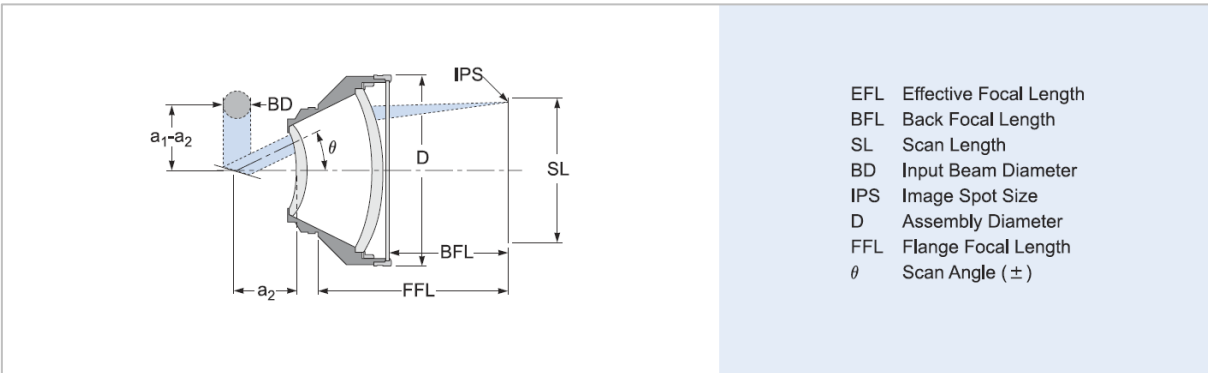 IPS
BD
a₁-a₂
θ
D
SL
BFL
a₂
FFL
EFL Effective Focal Length
BFL Back Focal Length
SL Scan Length
BD Input Beam Diameter
IPS Image Spot Size
D Assembly Diameter
FFL Flange Focal Length
θ Scan Angle (±)